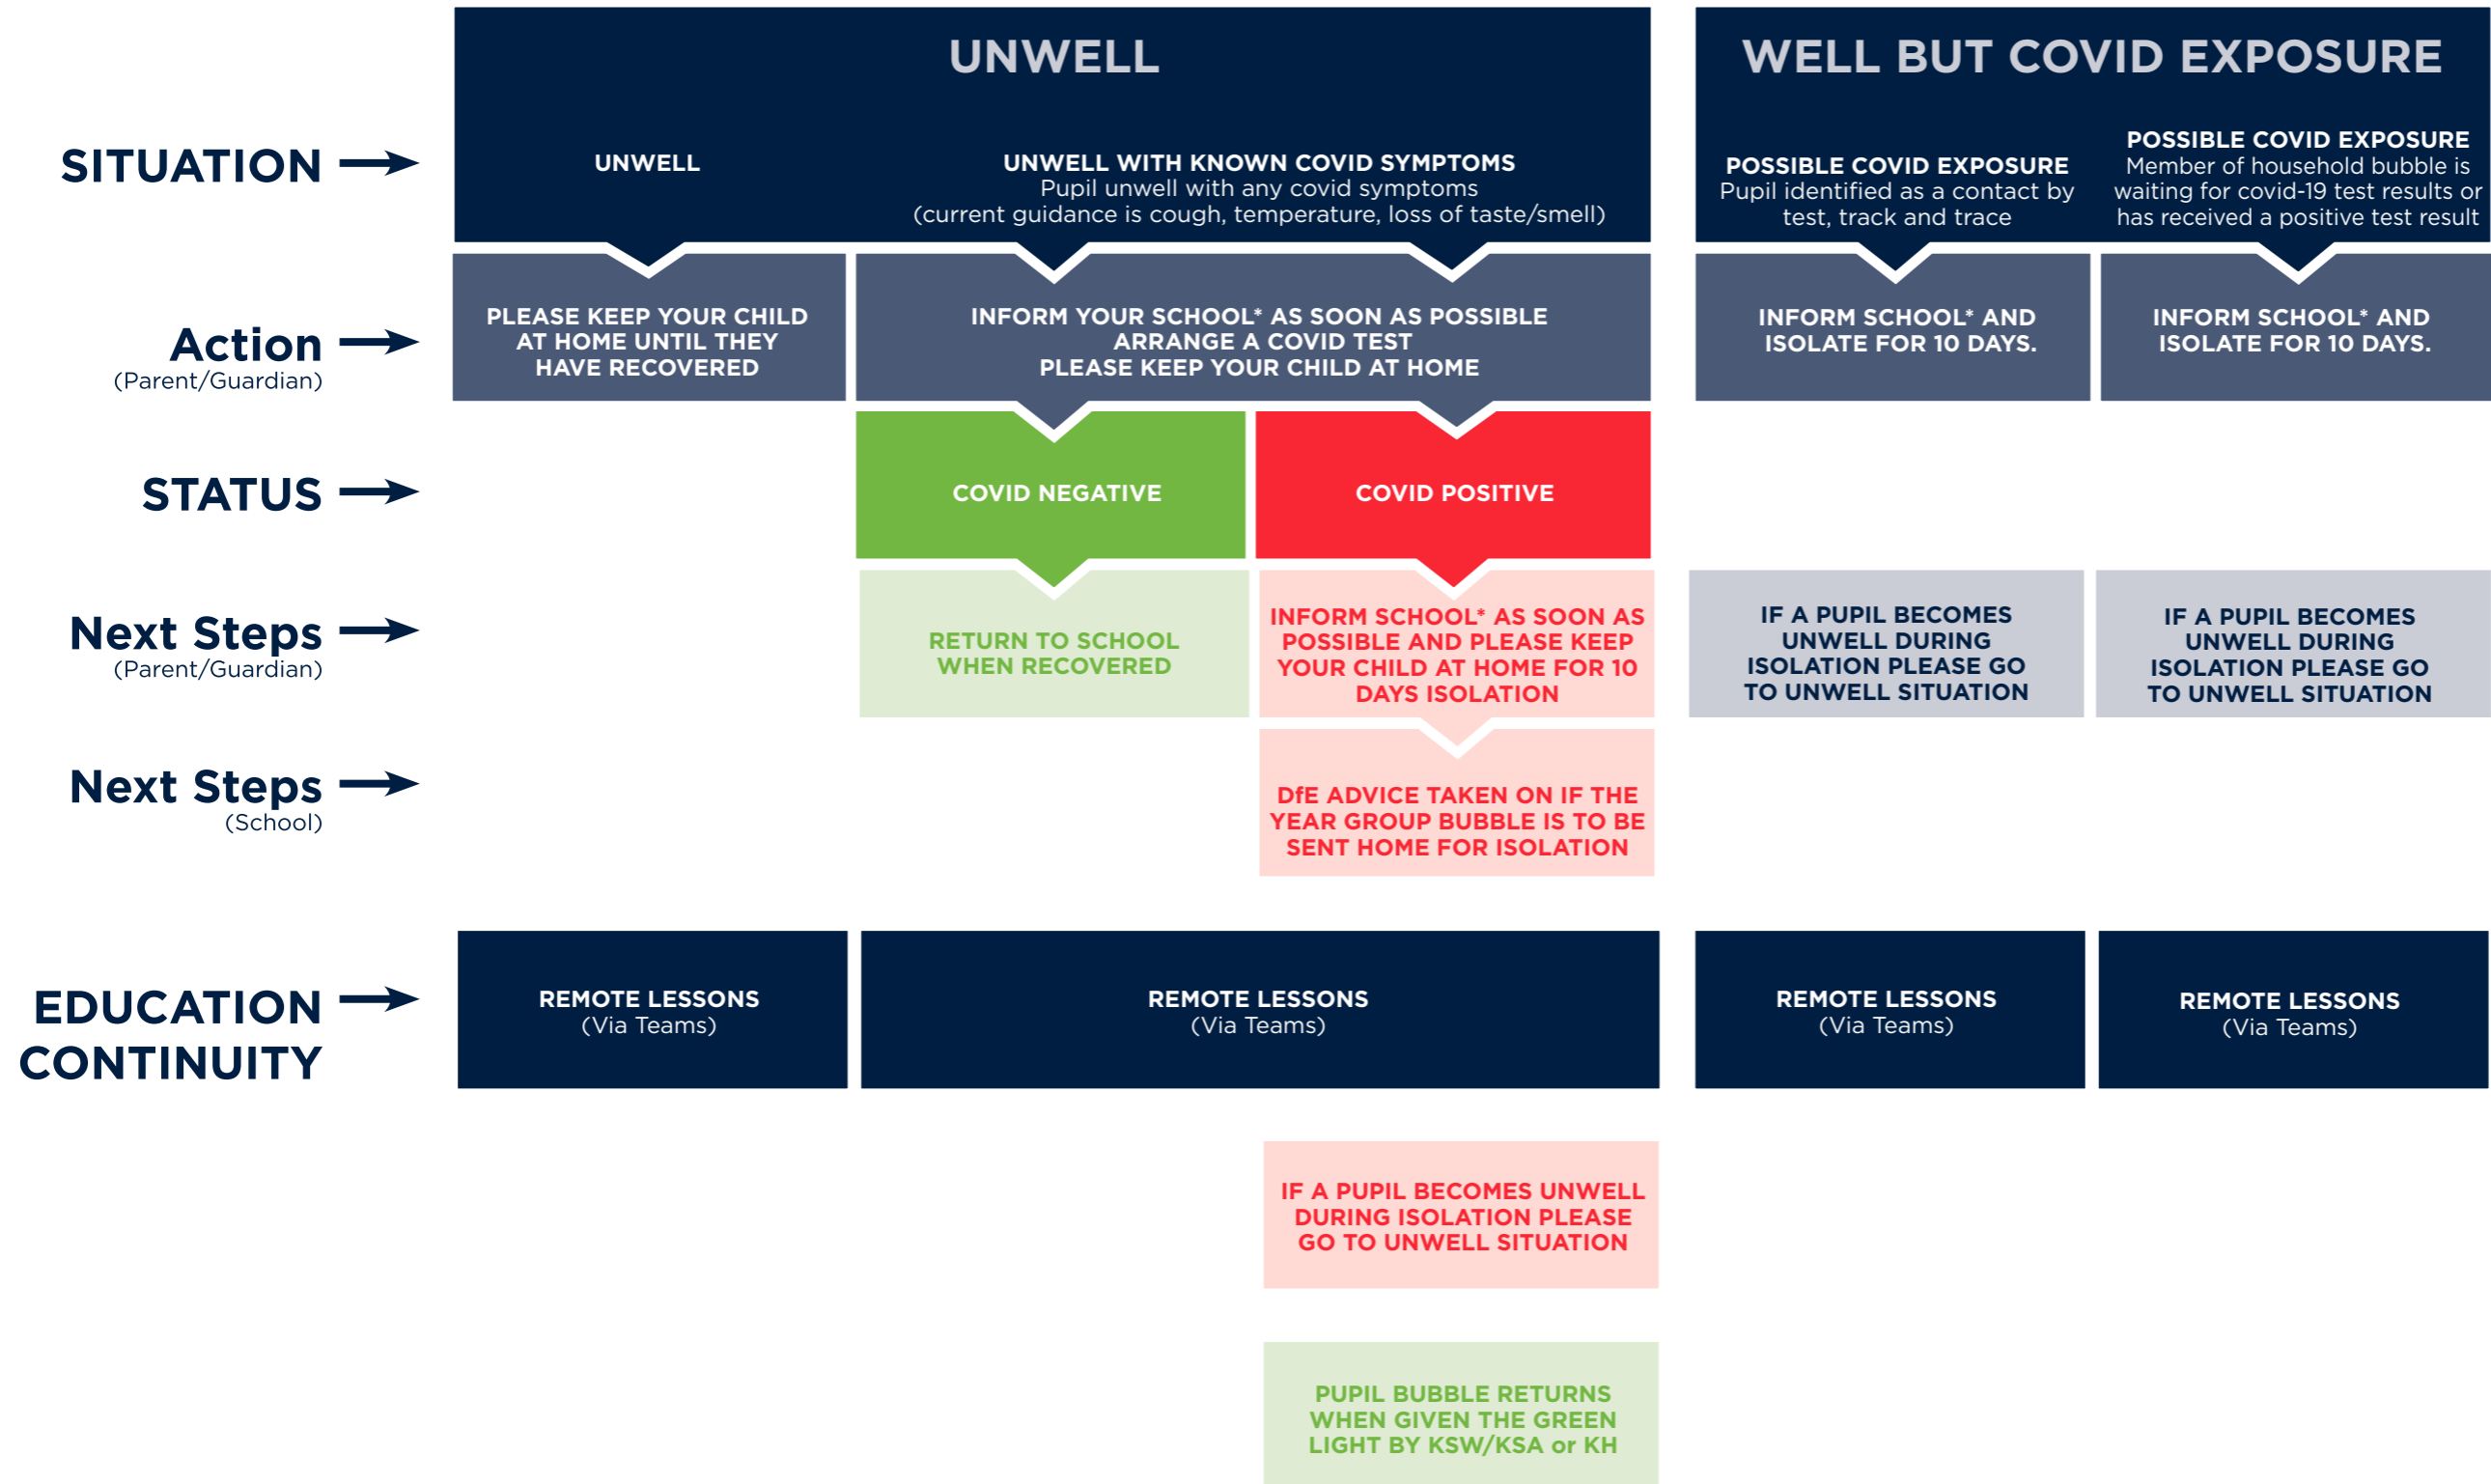 UNWELL
WELL BUT COVID EXPOSURE
SITUATION
UNWELL
UNWELL WITH KNOWN COVID SYMPTOMS
Pupil unwell with any covid symptoms
(current guidance is cough, temperature, loss of taste/smell)
POSSIBLE COVID EXPOSURE
Pupil identified as a contact by
test, track and trace
POSSIBLE COVID EXPOSURE
Member of household bubble is
waiting for covid-19 test results or
has received a positive test result
Action
(Parent/Guardian)
PLEASE KEEP YOUR CHILD
AT HOME UNTIL THEY
HAVE RECOVERED
INFORM YOUR SCHOOL* AS SOON AS POSSIBLE
ARRANGE A COVID TEST
PLEASE KEEP YOUR CHILD AT HOME
INFORM SCHOOL* AND
ISOLATE FOR 10 DAYS.
INFORM SCHOOL* AND
ISOLATE FOR 10 DAYS.
STATUS
COVID NEGATIVE
COVID POSITIVE
Next Steps
(Parent/Guardian)
RETURN TO SCHOOL
WHEN RECOVERED
INFORM SCHOOL* AS SOON AS
POSSIBLE AND PLEASE KEEP
YOUR CHILD AT HOME FOR 10
DAYS ISOLATION
IF A PUPIL BECOMES
UNWELL DURING
ISOLATION PLEASE GO
TO UNWELL SITUATION
IF A PUPIL BECOMES
UNWELL DURING
ISOLATION PLEASE GO
TO UNWELL SITUATION
Next Steps
(School)
DfE ADVICE TAKEN ON IF THE
YEAR GROUP BUBBLE IS TO BE
SENT HOME FOR ISOLATION
EDUCATION
CONTINUITY
REMOTE LESSONS
(Via Teams)
REMOTE LESSONS
(Via Teams)
REMOTE LESSONS
(Via Teams)
REMOTE LESSONS
(Via Teams)
IF A PUPIL BECOMES UNWELL
DURING ISOLATION PLEASE
GO TO UNWELL SITUATION
PUPIL BUBBLE RETURNS
WHEN GIVEN THE GREEN
LIGHT BY KSW/KSA or KH